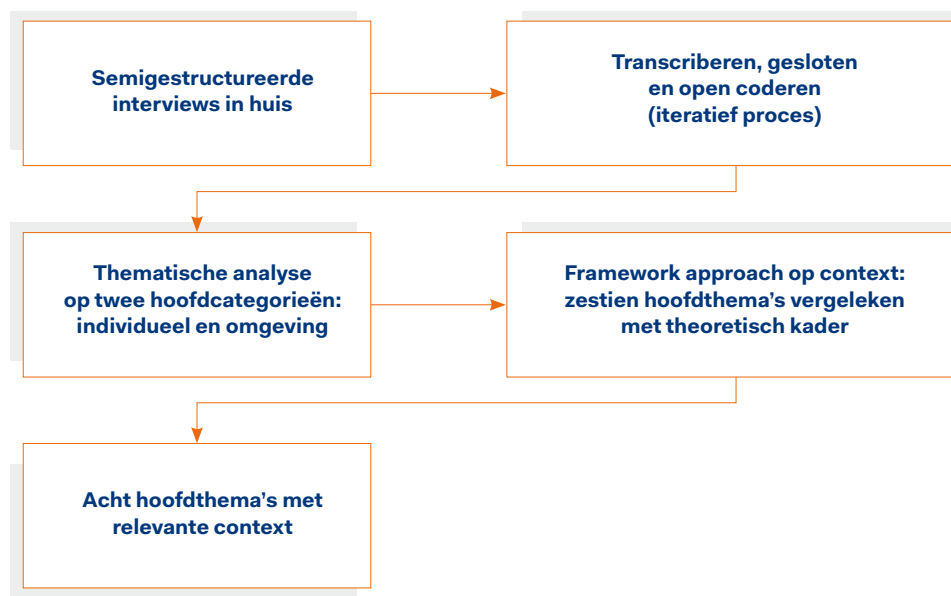 Semigestructureerde
interviews in huis
Transcriberen, gesloten
en open coderen
(iteratief proces)
Thematische analyse
op twee hoofdcategorieën:
individueel en omgeving
Framework approach op context:
zestien hoofdthema’s vergeleken
met theoretisch kader
Acht hoofdthema’s met
relevante context